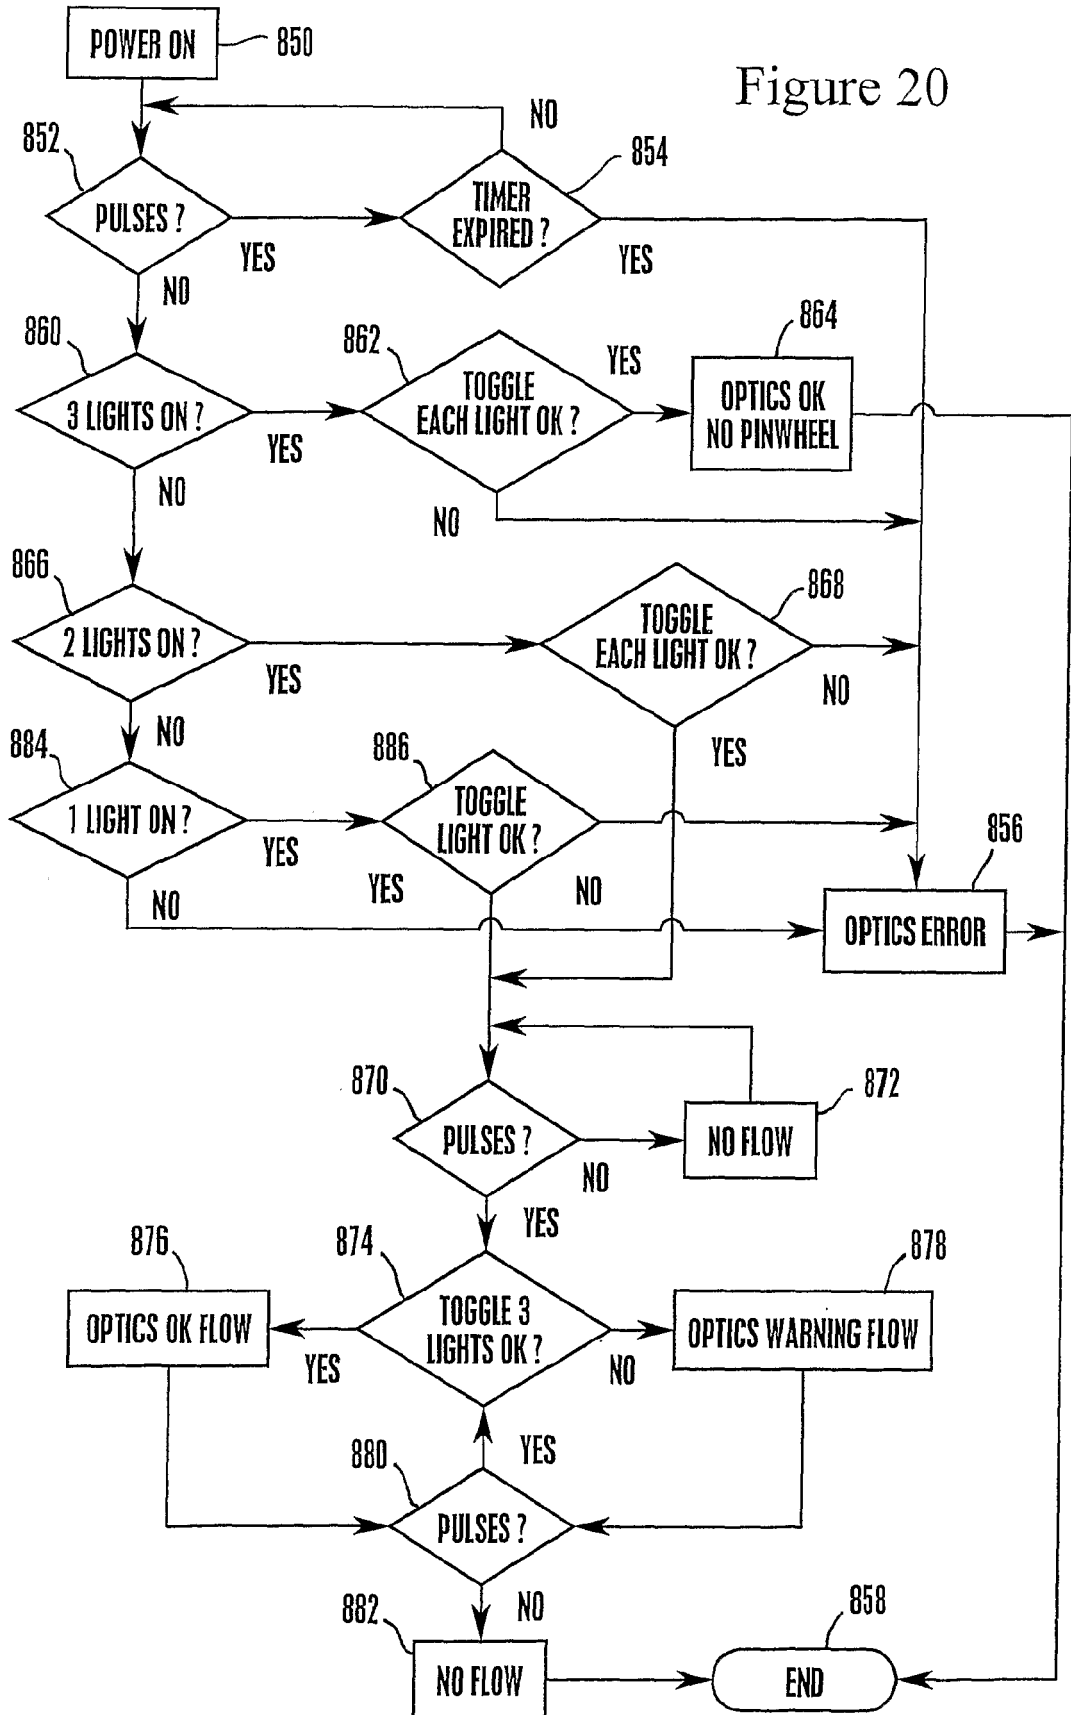 POWER ON
850
Figure 20
NO
852
854
PULSES ?
TIMER
EXPIRED ?
YES
YES
NO
860
862
864
3 LIGHTS ON ?
TOGGLE
EACH LIGHT OK ?
YES
OPTICS OK
NO PINWHEEL
YES
NO
NO
866
868
2 LIGHTS ON ?
TOGGLE
EACH LIGHT OK ?
YES
NO
NO
YES
884
886
1 LIGHT ON ?
TOGGLE
LIGHT OK ?
856
YES
YES
NO
NO
OPTICS ERROR
870
872
PULSES ?
NO FLOW
NO
YES
876
874
878
OPTICS OK FLOW
TOGGLE 3
LIGHTS OK ?
OPTICS WARNING FLOW
YES
NO
YES
880
PULSES ?
NO
882
858
NO FLOW
END